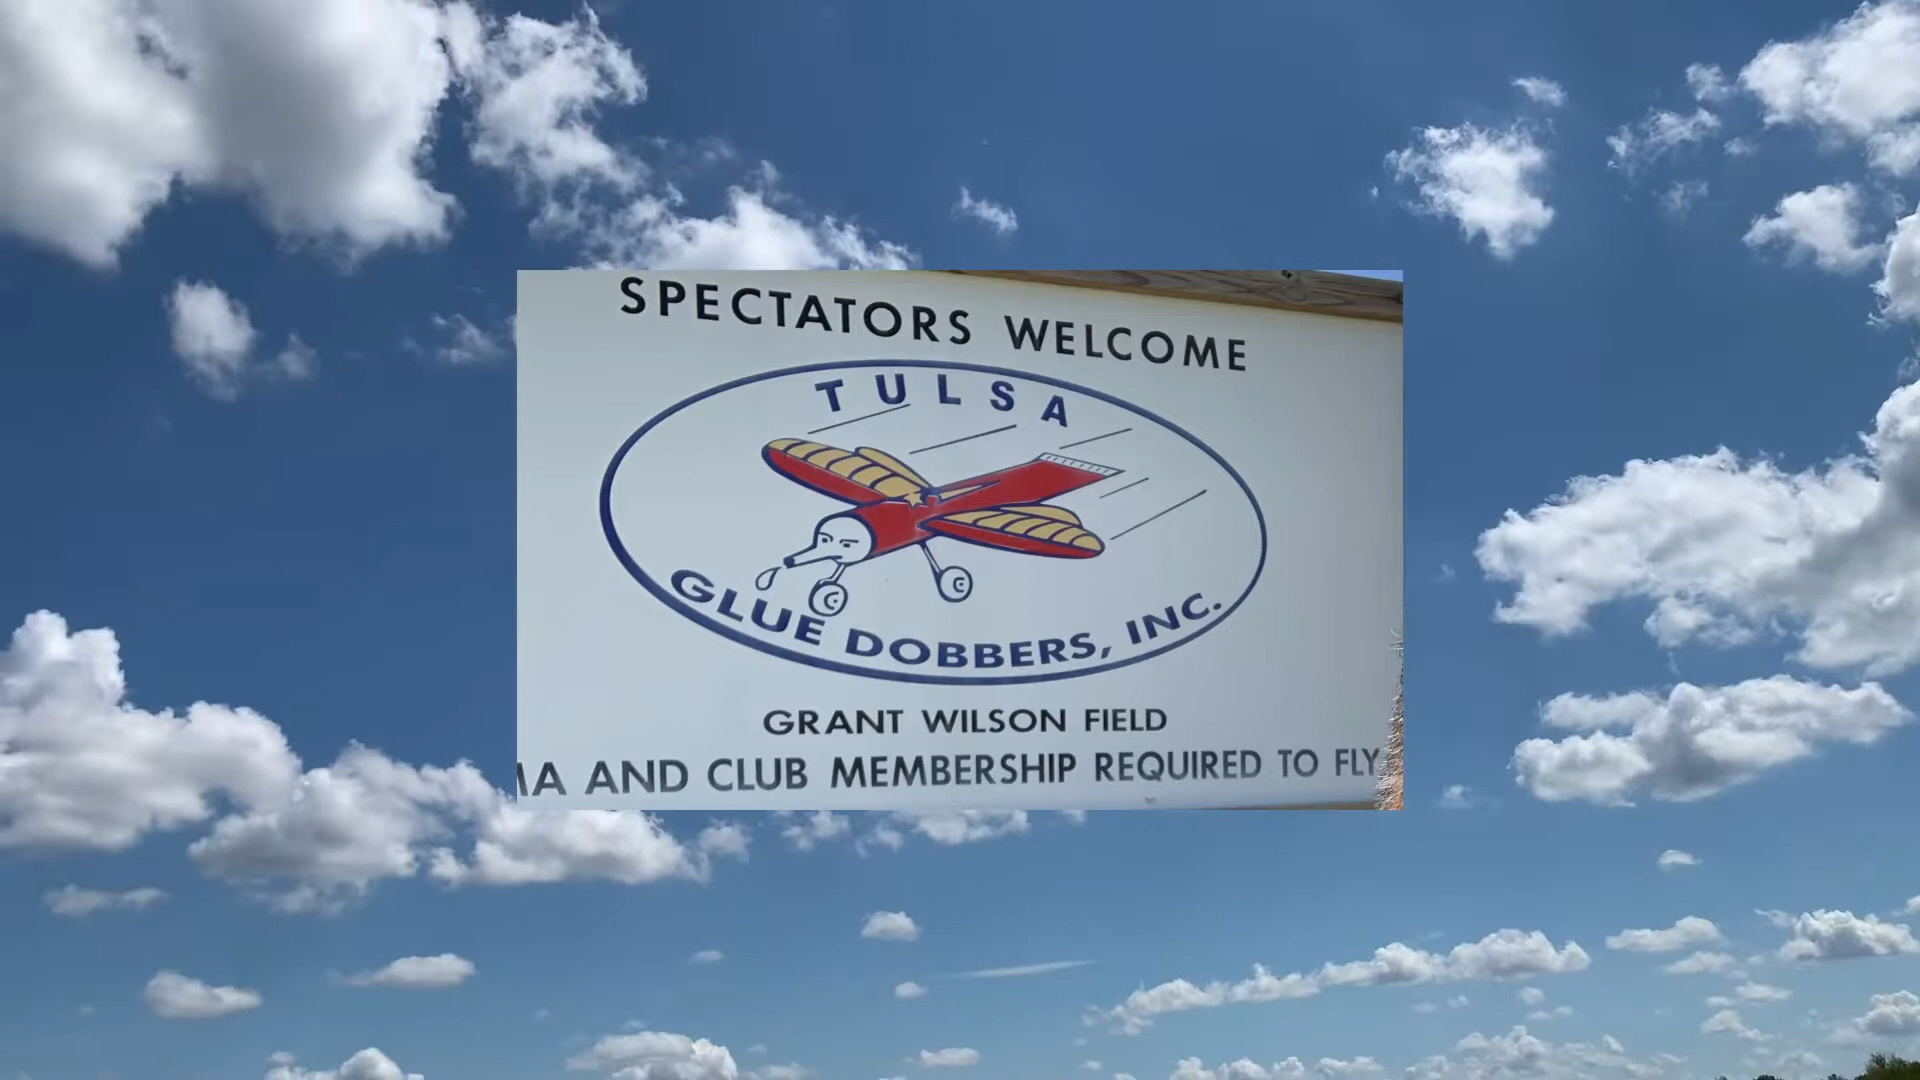 SPECTATORS WELCOME
TULSA
GLUE DOBBERS, INC.
GRANT WILSON FIELD
AND CLUB MEMBERSHIP REQUIRED TO FLY